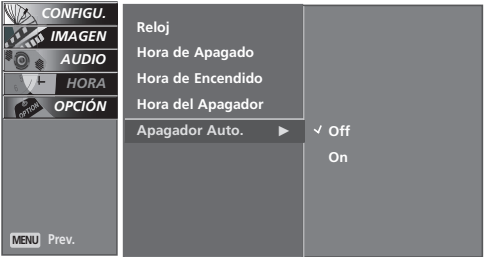 CONFIGU.
IMAGEN
AUDIO
HORA
OPCIÓN
OPTION
MENU Prev.
Reloj
Hora de Apagado
Hora de Encendido
Hora del Apagador
Apagador Auto. ►
✓ Off
On